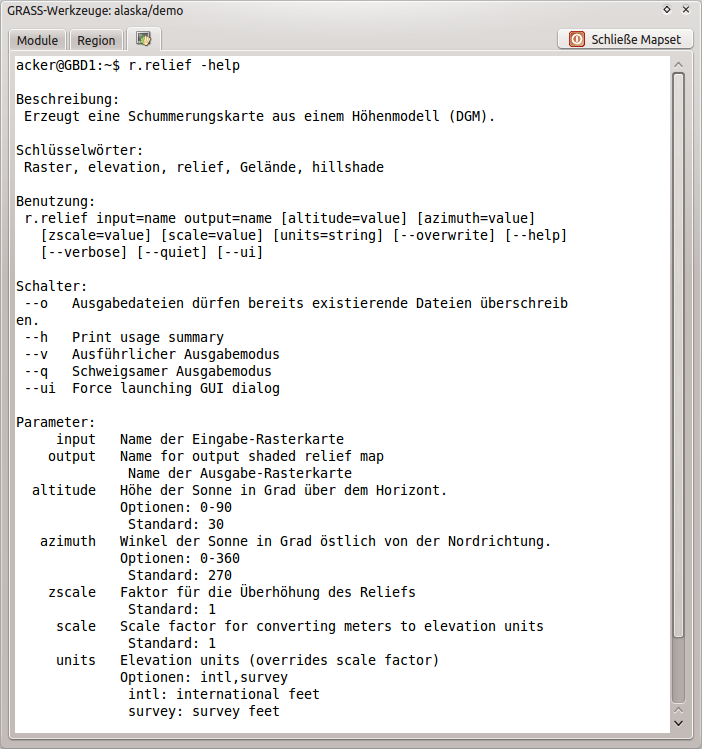 GRASS-Werkzeuge: alaska/demo
Module Region Schließe Mapset
acker@GBD1:~$ r.relief -help
Beschreibung:
Erzeugt eine Schummerungskarte aus einem Höhenmodell (DGM).
Schlüsselwörter:
Raster, elevation, relief, Gelände, hillshade
Benutzung:
r.relief input=name output=name [altitude=value] [azimuth=value]
[zscale=value] [scale=value] [units=string] [--overwrite] [--help]
[--verbose] [--quiet] [--ui]
Schalter:
--o Ausgabedateien dürfen bereits existierende Dateien überschreib
en.
--h Print usage summary
--v Ausführlicher Ausgabemodus
--q Schweigsamer Ausgabemodus
--ui Force launching GUI dialog
Parameter:
input Name der Eingabe-Rasterkarte
output Name for output shaded relief map
Name der Ausgabe-Rasterkarte
altitude Höhe der Sonne in Grad über dem Horizont.
Optionen: 0-90
Standard: 30
azimuth Winkel der Sonne in Grad östlich von der Nordrichtung.
Optionen: 0-360
Standard: 270
zscale Faktor für die Überhöhung des Reliefs
Standard: 1
scale Scale factor for converting meters to elevation units
Standard: 1
units Elevation units (overrides scale factor)
Optionen: intl,survey
intl: international feet
survey: survey feet